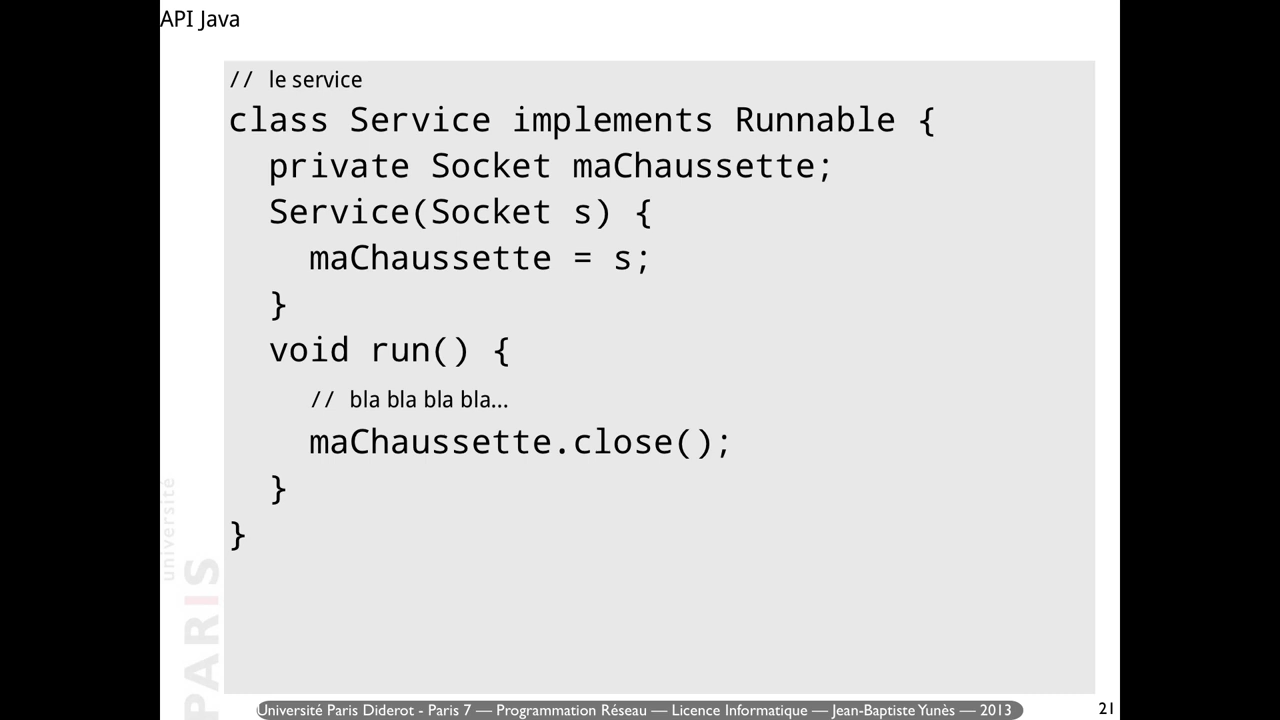 API Java
// le service
class Service implements Runnable {
  private Socket maChaussette;
  Service(Socket s) {
    maChaussette = s;
  }
  void run() {
    // bla bla bla bla...
    maChaussette.close();
  }
}
université
PARIS
Université Paris Diderot - Paris 7 — Programmation Réseau — Licence Informatique — Jean-Baptiste Yunès — 2013
21